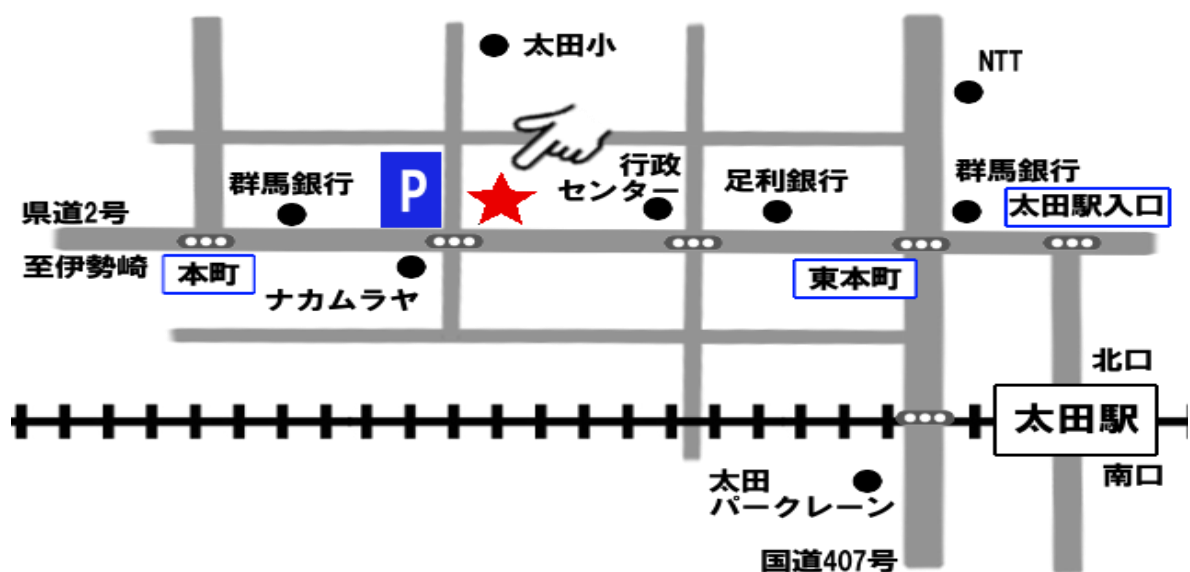 太田小
NTT
群馬銀行
P
行政
センター
足利銀行
群馬銀行
太田駅入口
県道2号
至伊勢崎
本町
ナカムラヤ
東本町
北口
太田駅
南口
太田
パークレーン
国道407号